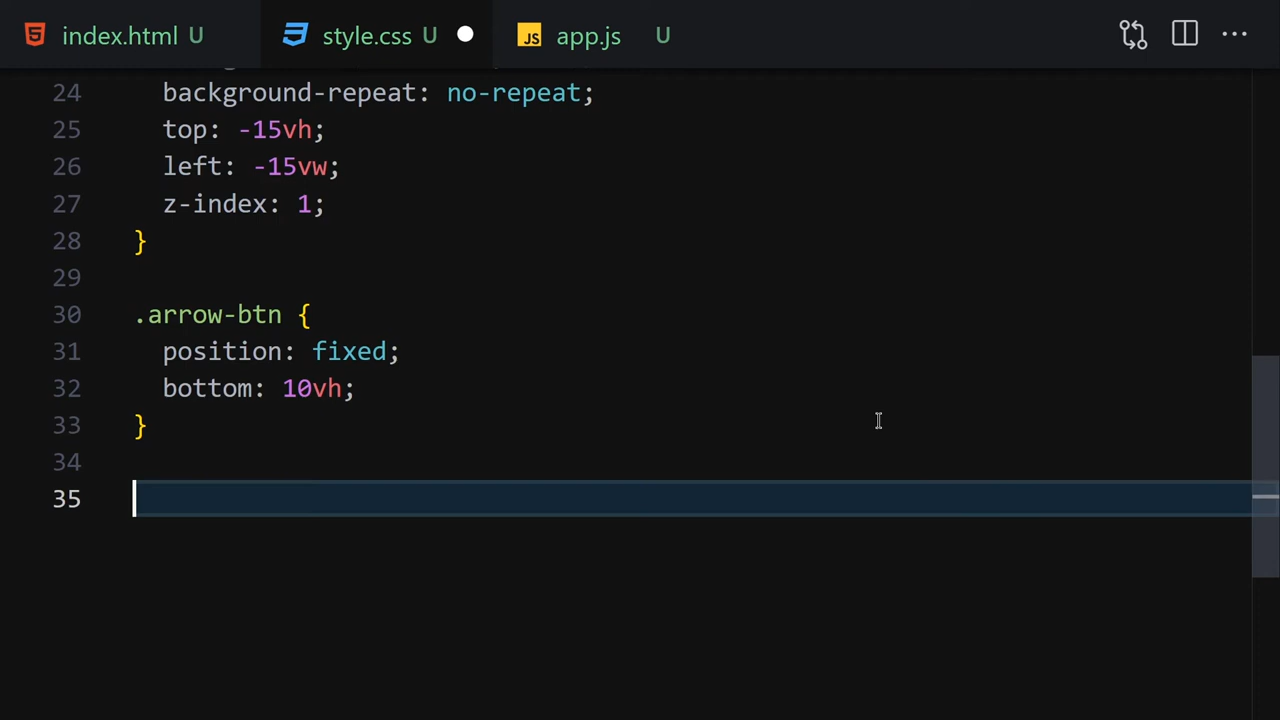 index.html U style.css U JS app.js U
24 background-repeat: no-repeat;
25 top: -15vh;
26 left: -15vw;
27 z-index: 1;
28 }
29
30 .arrow-btn {
31 position: fixed;
32 bottom: 10vh;
33 }
34
35